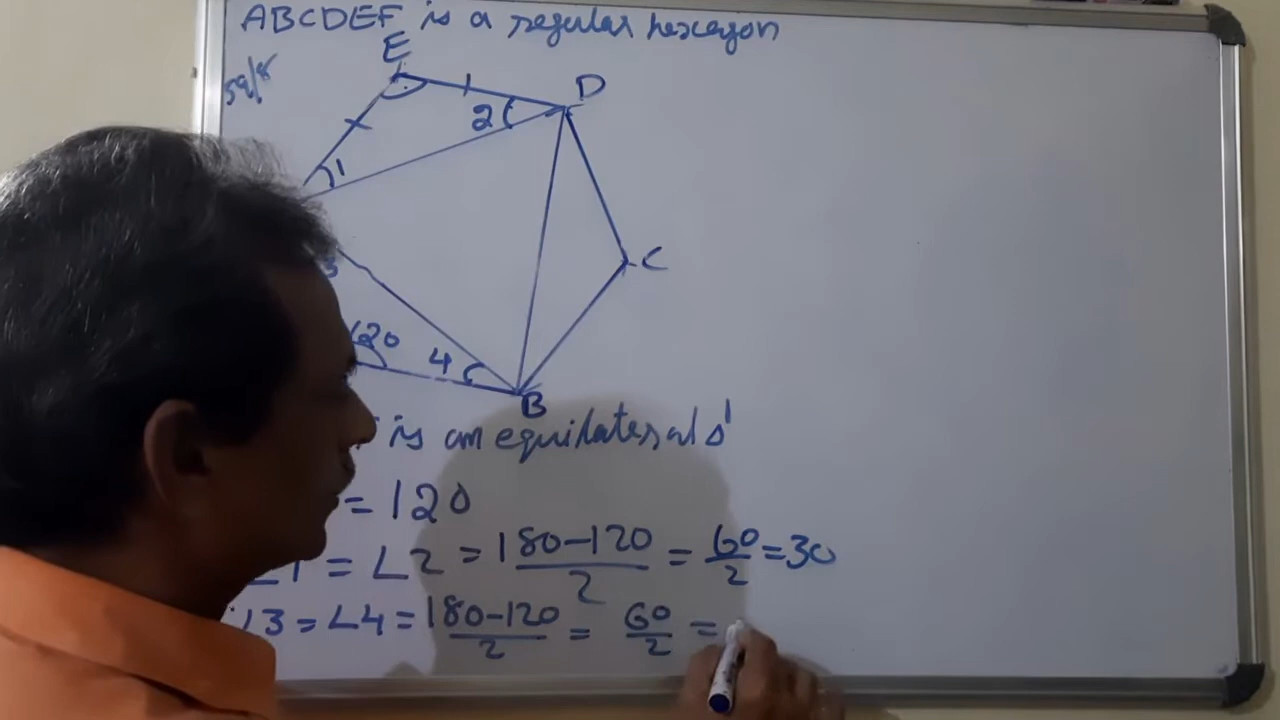 ABCDEF is a regular hexagon
59/8
E
D
2
1
C
3
120
4
B
is an equilateral Δ
= 120
∠1 = ∠2 = 180-120/2 = 60/2 = 30
∠3 = ∠4 = 180-120/2 = 60/2 =